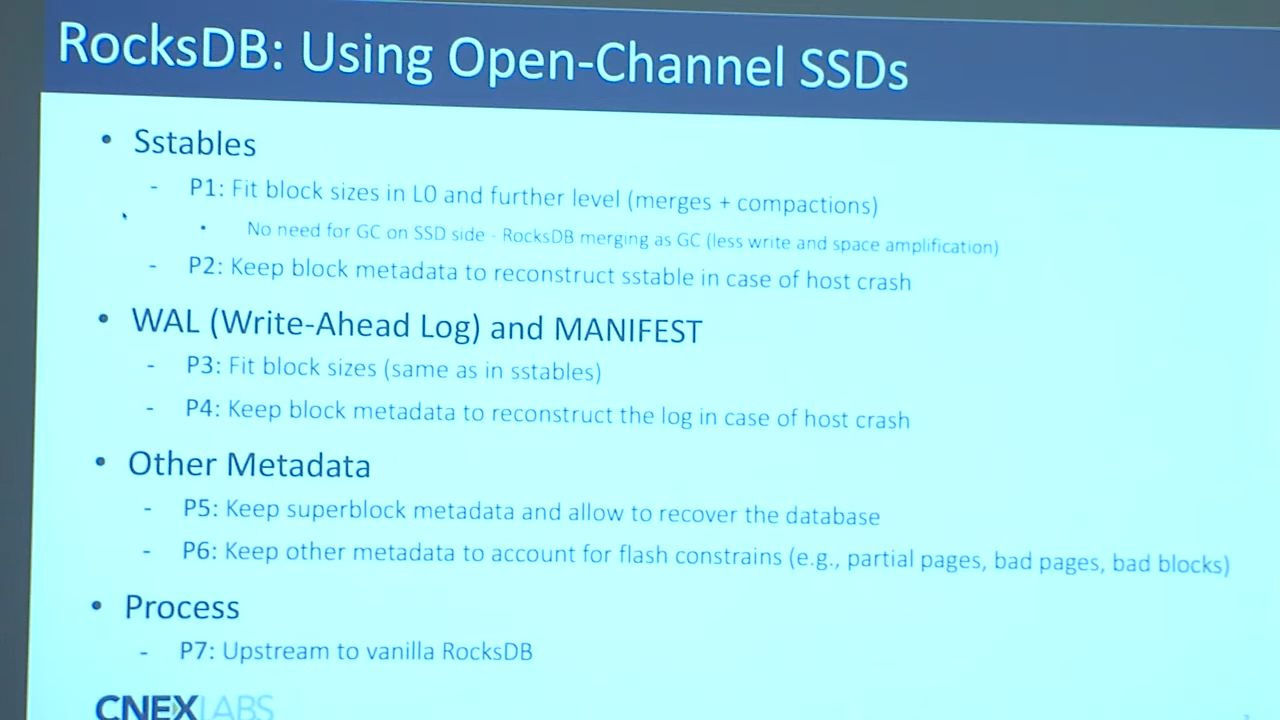 RocksDB: Using Open-Channel SSDs
• Sstables
- P1: Fit block sizes in L0 and further level (merges + compactions)
• No need for GC on SSD side - RocksDB merging as GC (less write and space amplification)
- P2: Keep block metadata to reconstruct sstable in case of host crash
• WAL (Write-Ahead Log) and MANIFEST
- P3: Fit block sizes (same as in sstables)
- P4: Keep block metadata to reconstruct the log in case of host crash
• Other Metadata
- P5: Keep superblock metadata and allow to recover the database
- P6: Keep other metadata to account for flash constrains (e.g., partial pages, bad pages, bad blocks)
• Process
- P7: Upstream to vanilla RocksDB
CNEXLABS